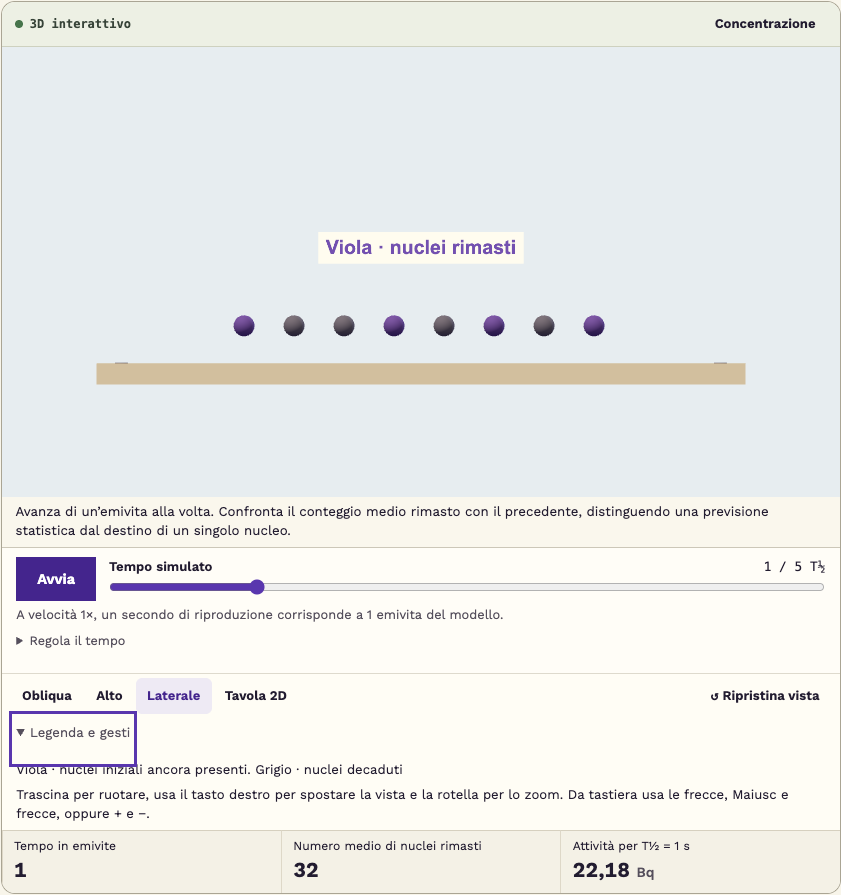 3D interattivo
Concentrazione
Viola · nuclei rimasti
Avanza di un’emivita alla volta. Confronta il conteggio medio rimasto con il precedente, distinguendo una previsione
statistica dal destino di un singolo nucleo.
Avvia
Tempo simulato
1 / 5 T½
A velocità 1×, un secondo di riproduzione corrisponde a 1 emivita del modello.
▶ Regola il tempo
Obliqua
Alto
Laterale
Tavola 2D
↺ Ripristina vista
▼ Legenda e gesti
Viola · nuclei iniziali ancora presenti. Grigio · nuclei decaduti
Trascina per ruotare, usa il tasto destro per spostare la vista e la rotella per lo zoom. Da tastiera usa le frecce, Maiusc e
frecce, oppure + e −.
Tempo in emivite
1
Numero medio di nuclei rimasti
32
Attività per T½ = 1 s
22,18 Bq